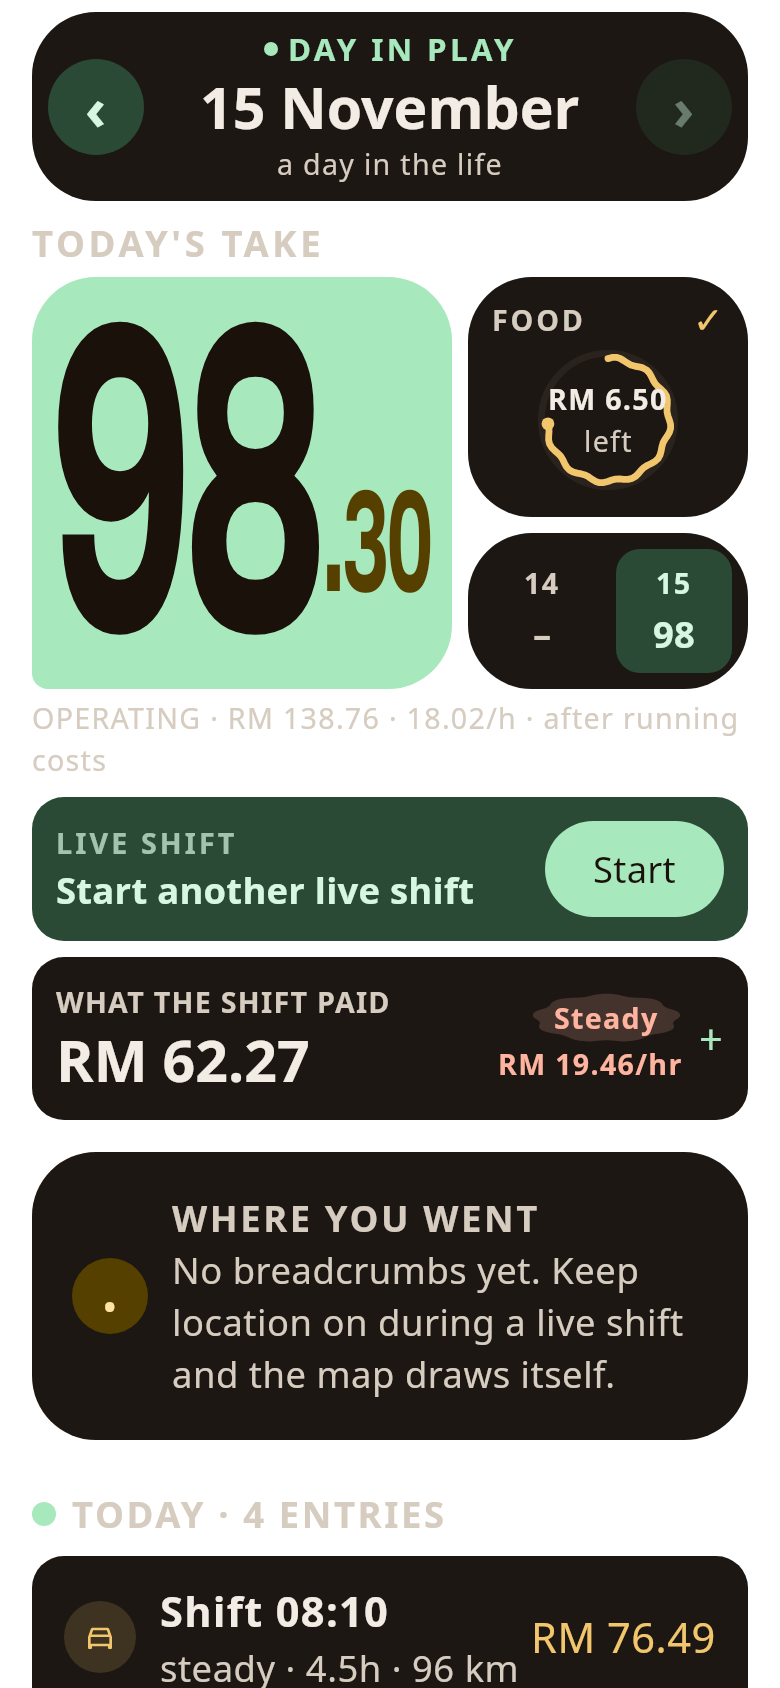 DAY IN PLAY
‹
15 November
›
a day in the life
TODAY'S TAKE
98.30
FOOD ✓
RM 6.50
left
14
–
15
98
OPERATING · RM 138.76 · 18.02/h · after running
costs
LIVE SHIFT
Start another live shift
Start
WHAT THE SHIFT PAID
RM 62.27
Steady
RM 19.46/hr
+
WHERE YOU WENT
No breadcrumbs yet. Keep
location on during a live shift
and the map draws itself.
TODAY · 4 ENTRIES
Shift 08:10
steady · 4.5h · 96 km
RM 76.49